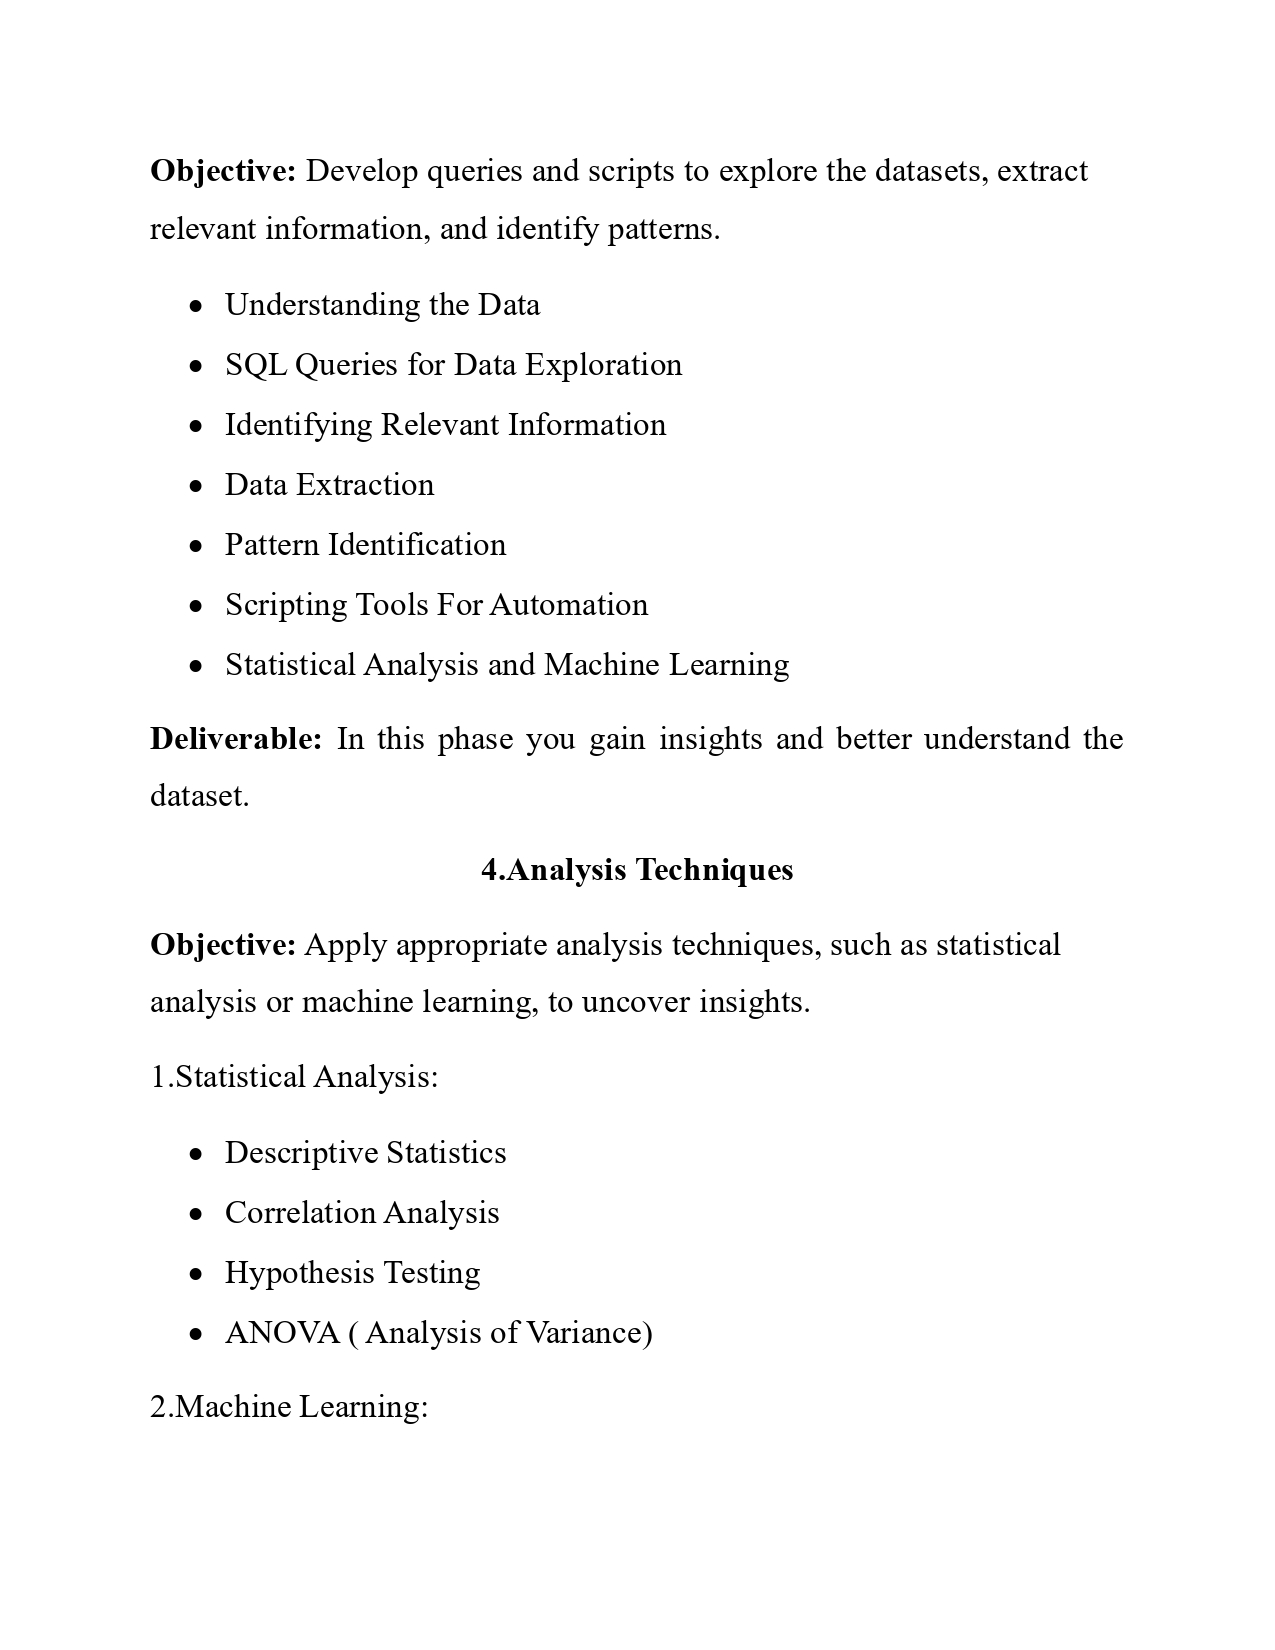 Objective: Develop queries and scripts to explore the datasets, extract
relevant information, and identify patterns.
• Understanding the Data
• SQL Queries for Data Exploration
• Identifying Relevant Information
• Data Extraction
• Pattern Identification
• Scripting Tools For Automation
• Statistical Analysis and Machine Learning
Deliverable: In this phase you gain insights and better understand the
dataset.
4.Analysis Techniques
Objective: Apply appropriate analysis techniques, such as statistical
analysis or machine learning, to uncover insights.
1.Statistical Analysis:
• Descriptive Statistics
• Correlation Analysis
• Hypothesis Testing
• ANOVA ( Analysis of Variance)
2.Machine Learning: